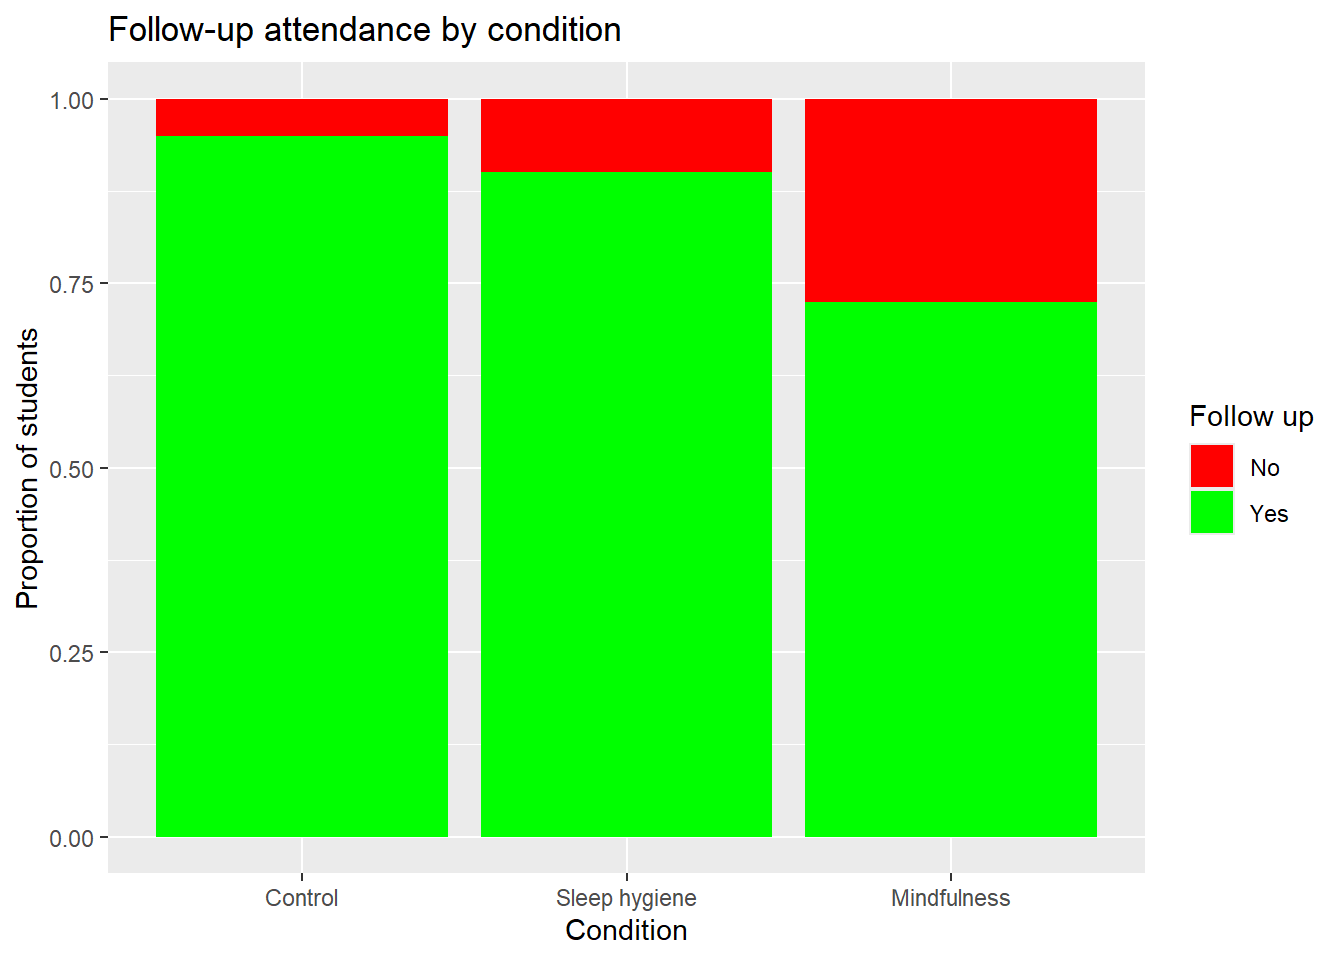 Follow-up attendance by condition
1.00
0.75
0.50
0.25
0.00
Proportion of students
Control
Sleep hygiene
Mindfulness
Condition
Follow up
No
Yes